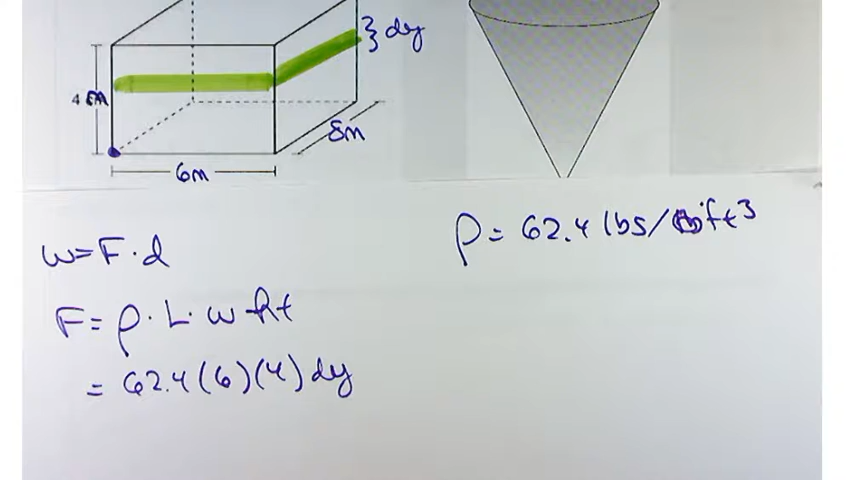 dy
4 m
8m
6m
ρ = 62.4 lbs/ft³
W = F · d
F = ρ · L · w ht
= 62.4 (6)(4) dy